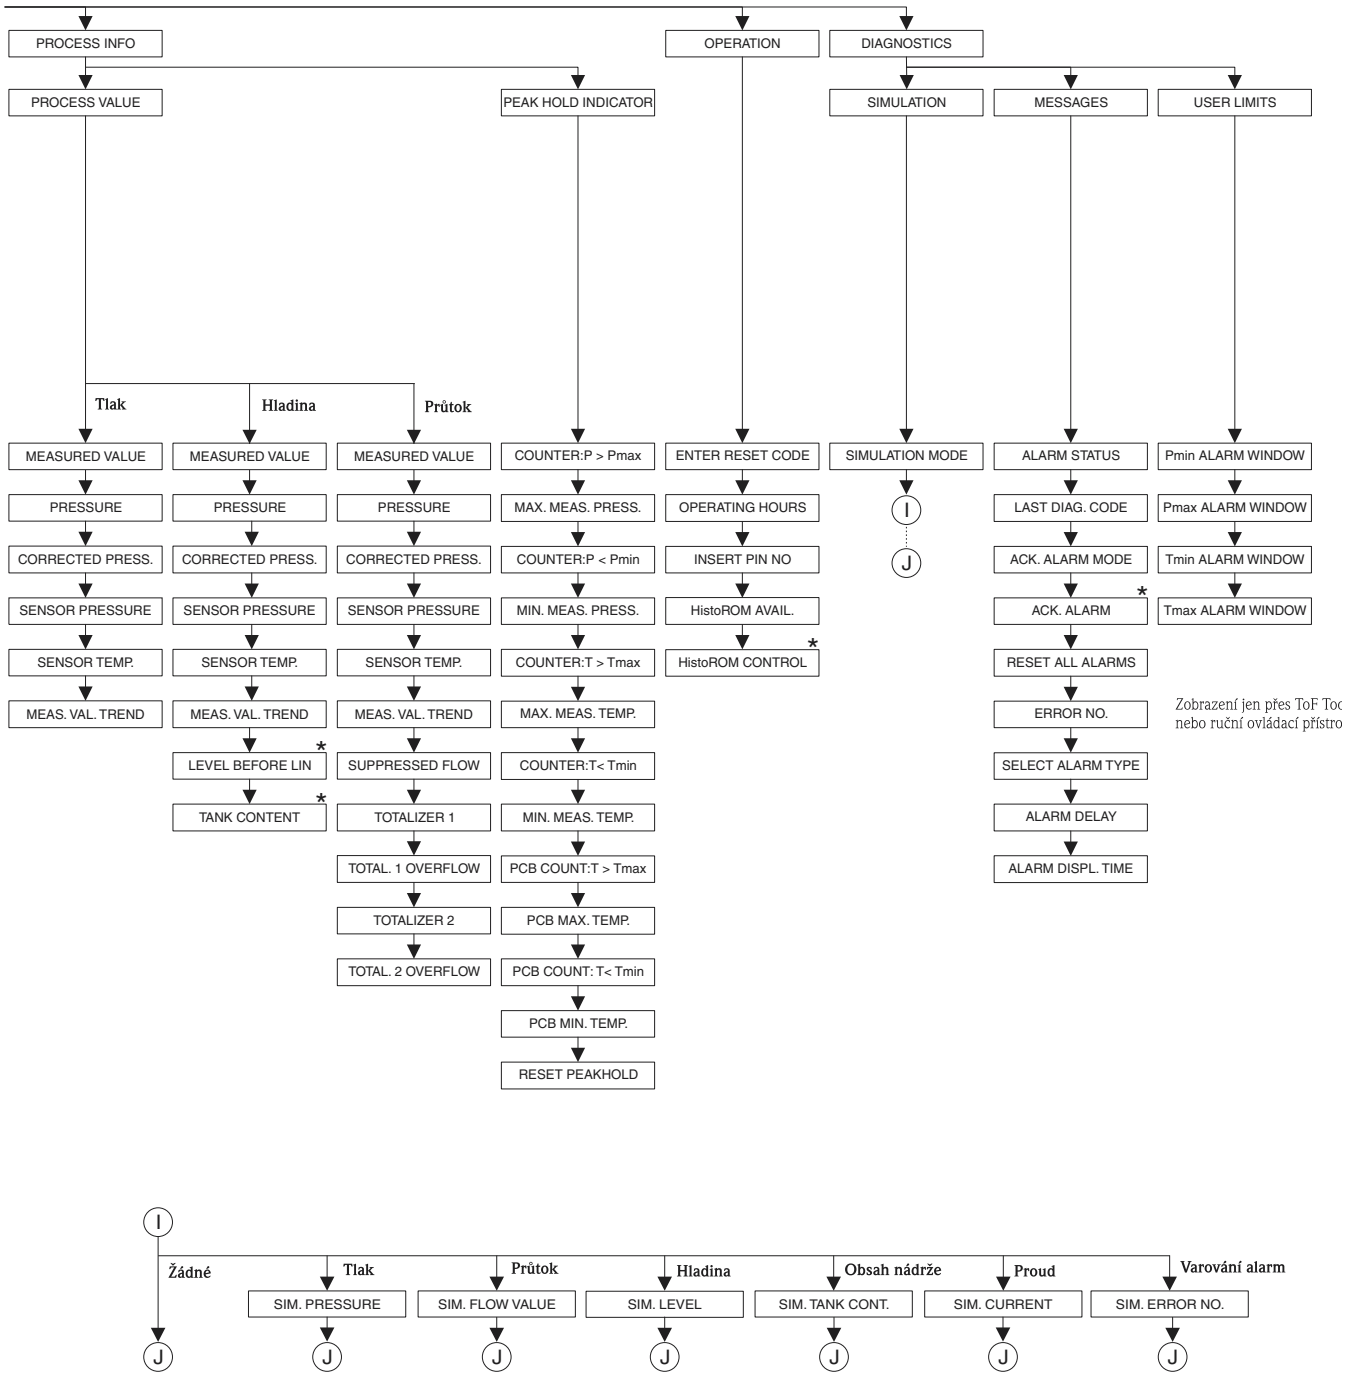 PROCESS INFO
OPERATION
DIAGNOSTICS
PROCESS VALUE
PEAK HOLD INDICATOR
SIMULATION
MESSAGES
USER LIMITS
Tlak
Hladina
Průtok
MEASURED VALUE
PRESSURE
CORRECTED PRESS.
SENSOR PRESSURE
SENSOR TEMP.
MEAS. VAL. TREND
MEASURED VALUE
PRESSURE
CORRECTED PRESS.
SENSOR PRESSURE
SENSOR TEMP.
MEAS. VAL. TREND
*
LEVEL BEFORE LIN
*
TANK CONTENT
MEASURED VALUE
PRESSURE
CORRECTED PRESS.
SENSOR PRESSURE
SENSOR TEMP.
MEAS. VAL. TREND
SUPPRESSED FLOW
TOTALIZER 1
TOTAL. 1 OVERFLOW
TOTALIZER 2
TOTAL. 2 OVERFLOW
COUNTER:P > Pmax
MAX. MEAS. PRESS.
COUNTER:P < Pmin
MIN. MEAS. PRESS.
COUNTER:T > Tmax
MAX. MEAS. TEMP.
COUNTER:T< Tmin
MIN. MEAS. TEMP.
PCB COUNT:T > Tmax
PCB MAX. TEMP.
PCB COUNT: T< Tmin
PCB MIN. TEMP.
RESET PEAKHOLD
ENTER RESET CODE
OPERATING HOURS
INSERT PIN NO
HistoROM AVAIL.
*
HistoROM CONTROL
SIMULATION MODE
I
J
ALARM STATUS
LAST DIAG. CODE
ACK. ALARM MODE
*
ACK. ALARM
RESET ALL ALARMS
ERROR NO.
SELECT ALARM TYPE
ALARM DELAY
ALARM DISPL. TIME
Pmin ALARM WINDOW
Pmax ALARM WINDOW
Tmin ALARM WINDOW
Tmax ALARM WINDOW
Zobrazení jen přes ToF
nebo ruční ovládací
I
Žádné
Tlak
Průtok
Hladina
Obsah nádrže
Proud
Varování alarm
SIM. PRESSURE
SIM. FLOW VALUE
SIM. LEVEL
SIM. TANK CONT.
SIM. CURRENT
SIM. ERROR NO.
J
J
J
J
J
J
J